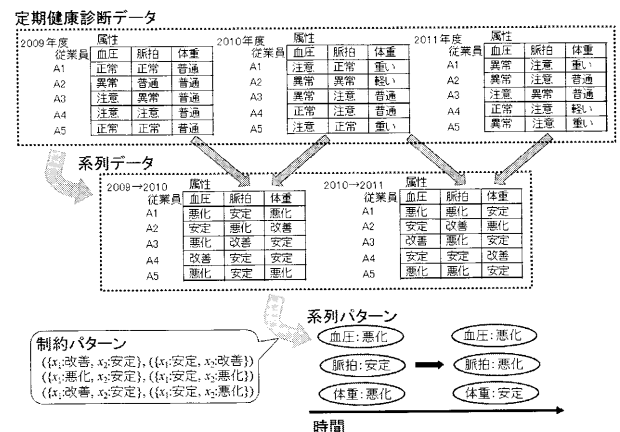 定期健康診断データ
2009年度 属性 2010年度 属性 2011年度 属性
従業員 血圧 脈拍 体重 従業員 血圧 脈拍 体重 従業員 血圧 脈拍 体重
A1 正常 正常 普通 A1 注意 正常 重い A1 異常 注意 重い
A2 異常 普通 普通 A2 異常 異常 軽い A2 異常 注意 普通
A3 注意 異常 普通 A3 異常 注意 普通 A3 注意 異常 普通
A4 注意 注意 普通 A4 正常 注意 普通 A4 正常 注意 軽い
A5 正常 正常 普通 A5 注意 正常 重い A5 異常 注意 重い
系列データ
2009→2010 属性 2010→2011 属性
従業員 血圧 脈拍 体重 従業員 血圧 脈拍 体重
A1 悪化 安定 悪化 A1 悪化 悪化 安定
A2 安定 悪化 改善 A2 安定 改善 悪化
A3 悪化 改善 安定 A3 改善 悪化 安定
A4 改善 安定 安定 A4 安定 安定 改善
A5 悪化 安定 悪化 A5 悪化 悪化 安定
系列パターン
制約パターン
({x₁:改善, x₂:安定}, ({x₁:安定, x₂:改善})
({x₁:悪化, x₂:安定}, ({x₁:安定, x₂:悪化})
({x₁:改善, x₂:安定}, ({x₁:安定, x₂:悪化})
血圧:悪化 血圧:悪化
脈拍:安定 脈拍:悪化
体重:悪化 体重:安定
時間